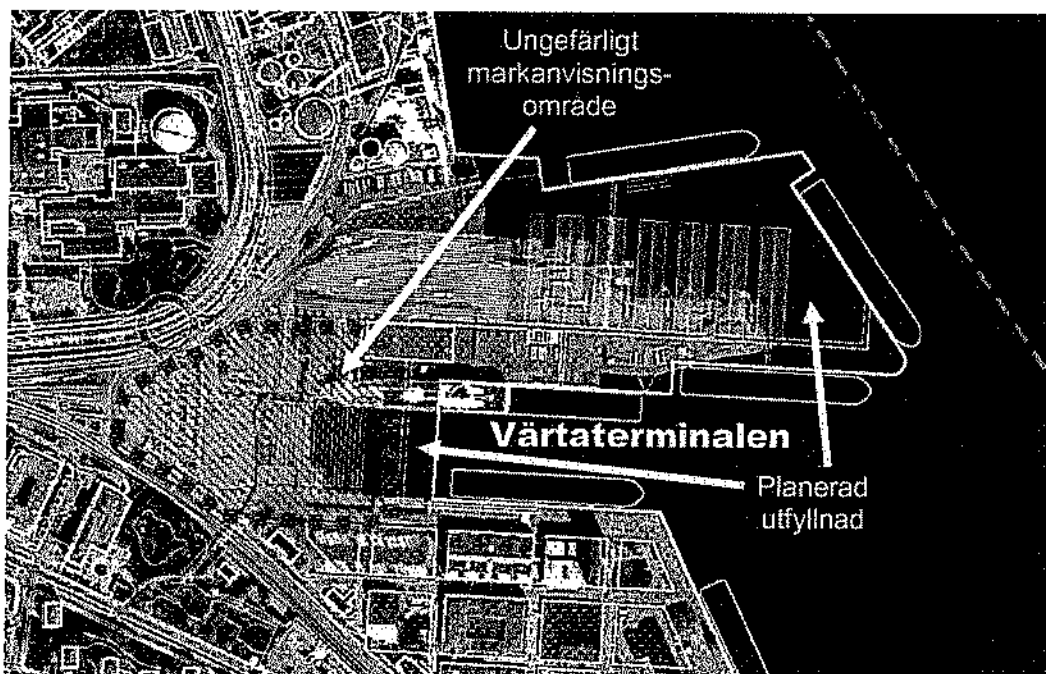 Ungefärligt
markanvisnings-
område
Värtaterminalen
Planerad
utfyllnad